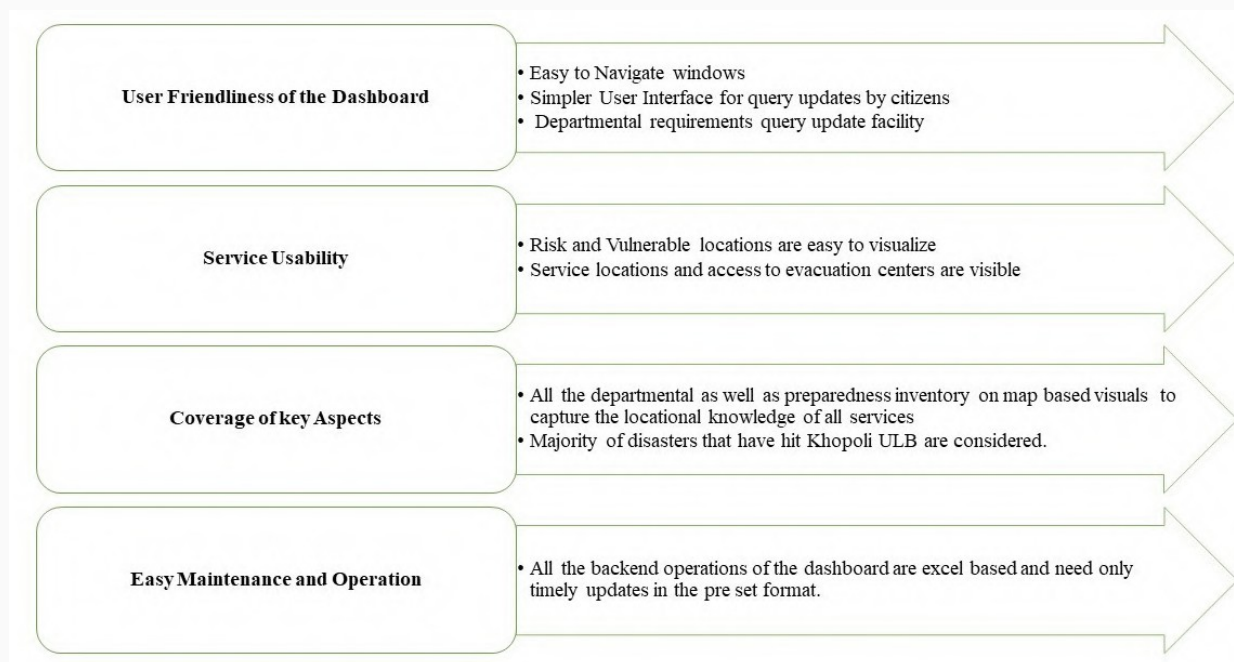 User Friendliness of the Dashboard
• Easy to Navigate windows
• Simpler User Interface for query updates by citizens
• Departmental requirements query update facility
Service Usability
• Risk and Vulnerable locations are easy to visualize
• Service locations and access to evacuation centers are visible
Coverage of key Aspects
• All the departmental as well as preparedness inventory on map based visuals to
capture the locational knowledge of all services
• Majority of disasters that have hit Khopoli ULB are considered.
Easy Maintenance and Operation
• All the backend operations of the dashboard are excel based and need only
timely updates in the pre set format.